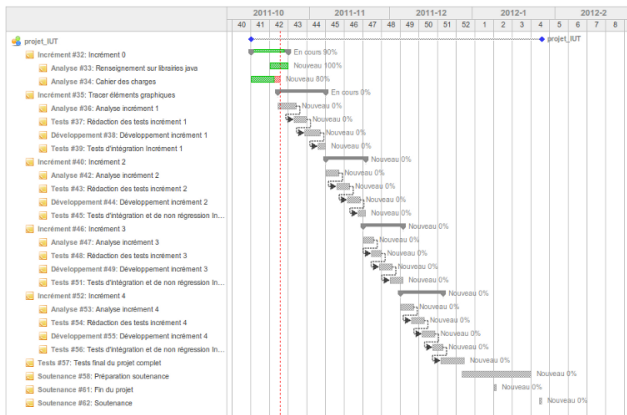 2011-10 2011-11 2011-12 2012-1 2012-2
40 41 42 43 44 45 46 47 48 49 50 51 52 1 2 3 4 5 6 7 8
projet_IUT projet_IUT
Incrément #32: Incrément 0 En cours 90%
Analyse #33: Renseignement sur librairies java Nouveau 100%
Analyse #34: Cahier des charges Nouveau 80%
Incrément #35: Tracer éléments graphiques En cours 0%
Analyse #36: Analyse incrément 1 Nouveau 0%
Tests #37: Rédaction des tests incrément 1 Nouveau 0%
Développement #38: Développement incrément 1 Nouveau 0%
Tests #39: Tests d'intégration Incrément 1 Nouveau 0%
Incrément #40: Incrément 2 Nouveau 0%
Analyse #42: Analyse incrément 2 Nouveau 0%
Tests #43: Rédaction des tests incrément 2 Nouveau 0%
Développement #44: Développement incrément 2 Nouveau 0%
Tests #45: Tests d'intégration et de non régression In... Nouveau 0%
Incrément #46: Incrément 3 Nouveau 0%
Analyse #47: Analyse incrément 3 Nouveau 0%
Tests #48: Rédaction des tests incrément 3 Nouveau 0%
Développement #49: Développement incrément 3 Nouveau 0%
Tests #51: Tests d'intégration et de non régression In... Nouveau 0%
Incrément #52: Incrément 4 Nouveau 0%
Analyse #53: Analyse incrément 4 Nouveau 0%
Tests #54: Rédaction des tests incrément 4 Nouveau 0%
Développement #55: Développement incrément 4 Nouveau 0%
Tests #56: Tests d'intégration et de non régression In... Nouveau 0%
Tests #57: Tests final du projet complet Nouveau 0%
Soutenance #58: Préparation soutenance Nouveau 0%
Soutenance #61: Fin du projet Nouveau 0%
Soutenance #62: Soutenance Nouveau 0%